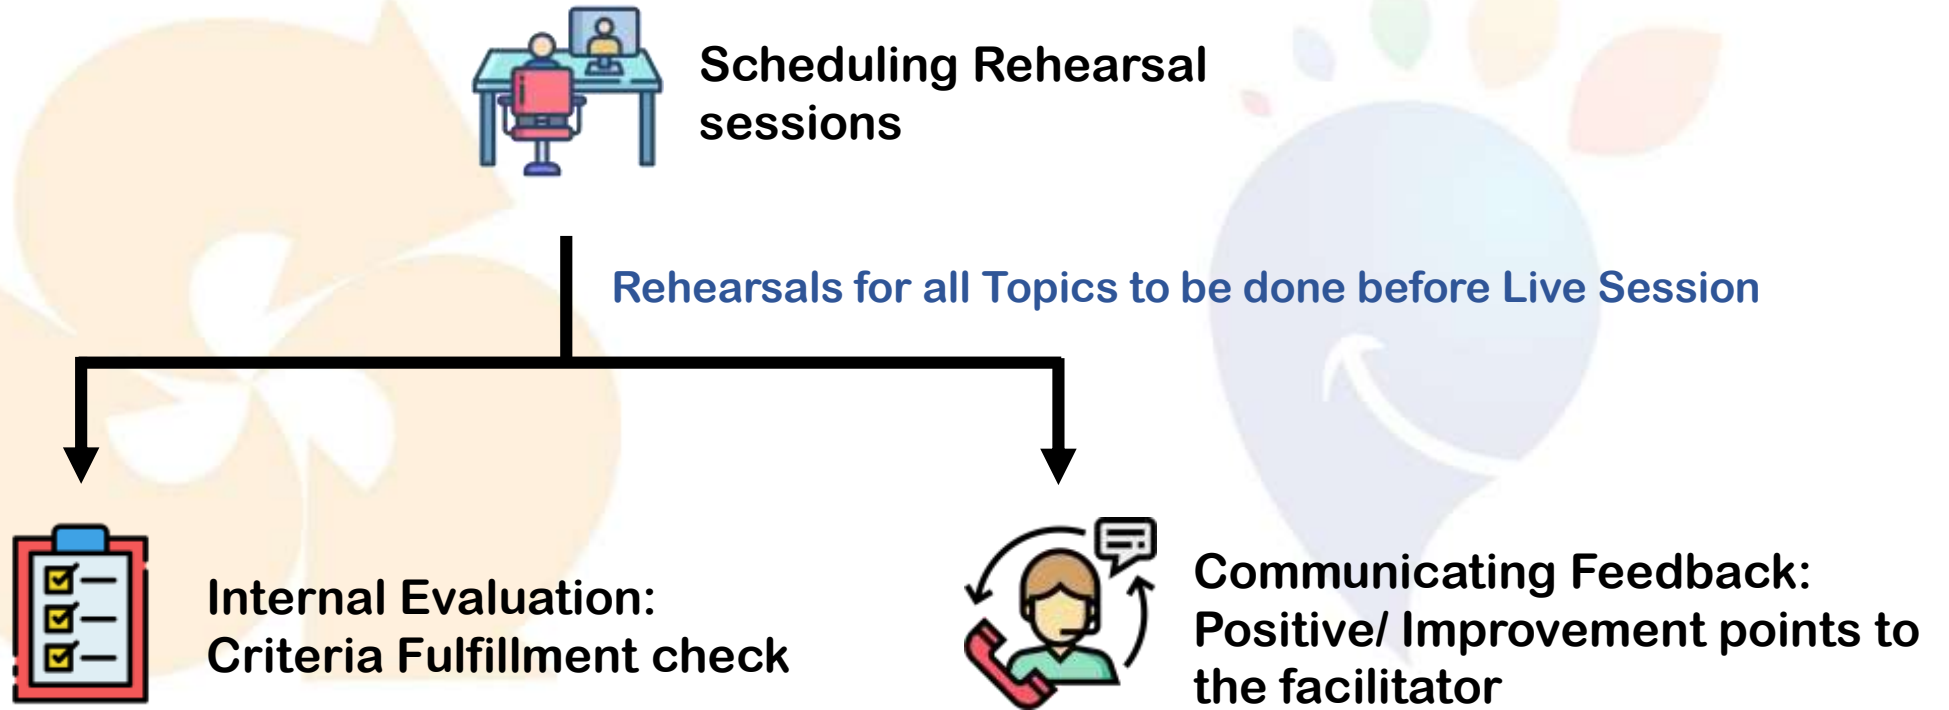 Scheduling Rehearsal
sessions
Rehearsals for all Topics to be done before Live Session
Internal Evaluation:
Criteria Fulfillment check
Communicating Feedback:
Positive/ Improvement points to
the facilitator